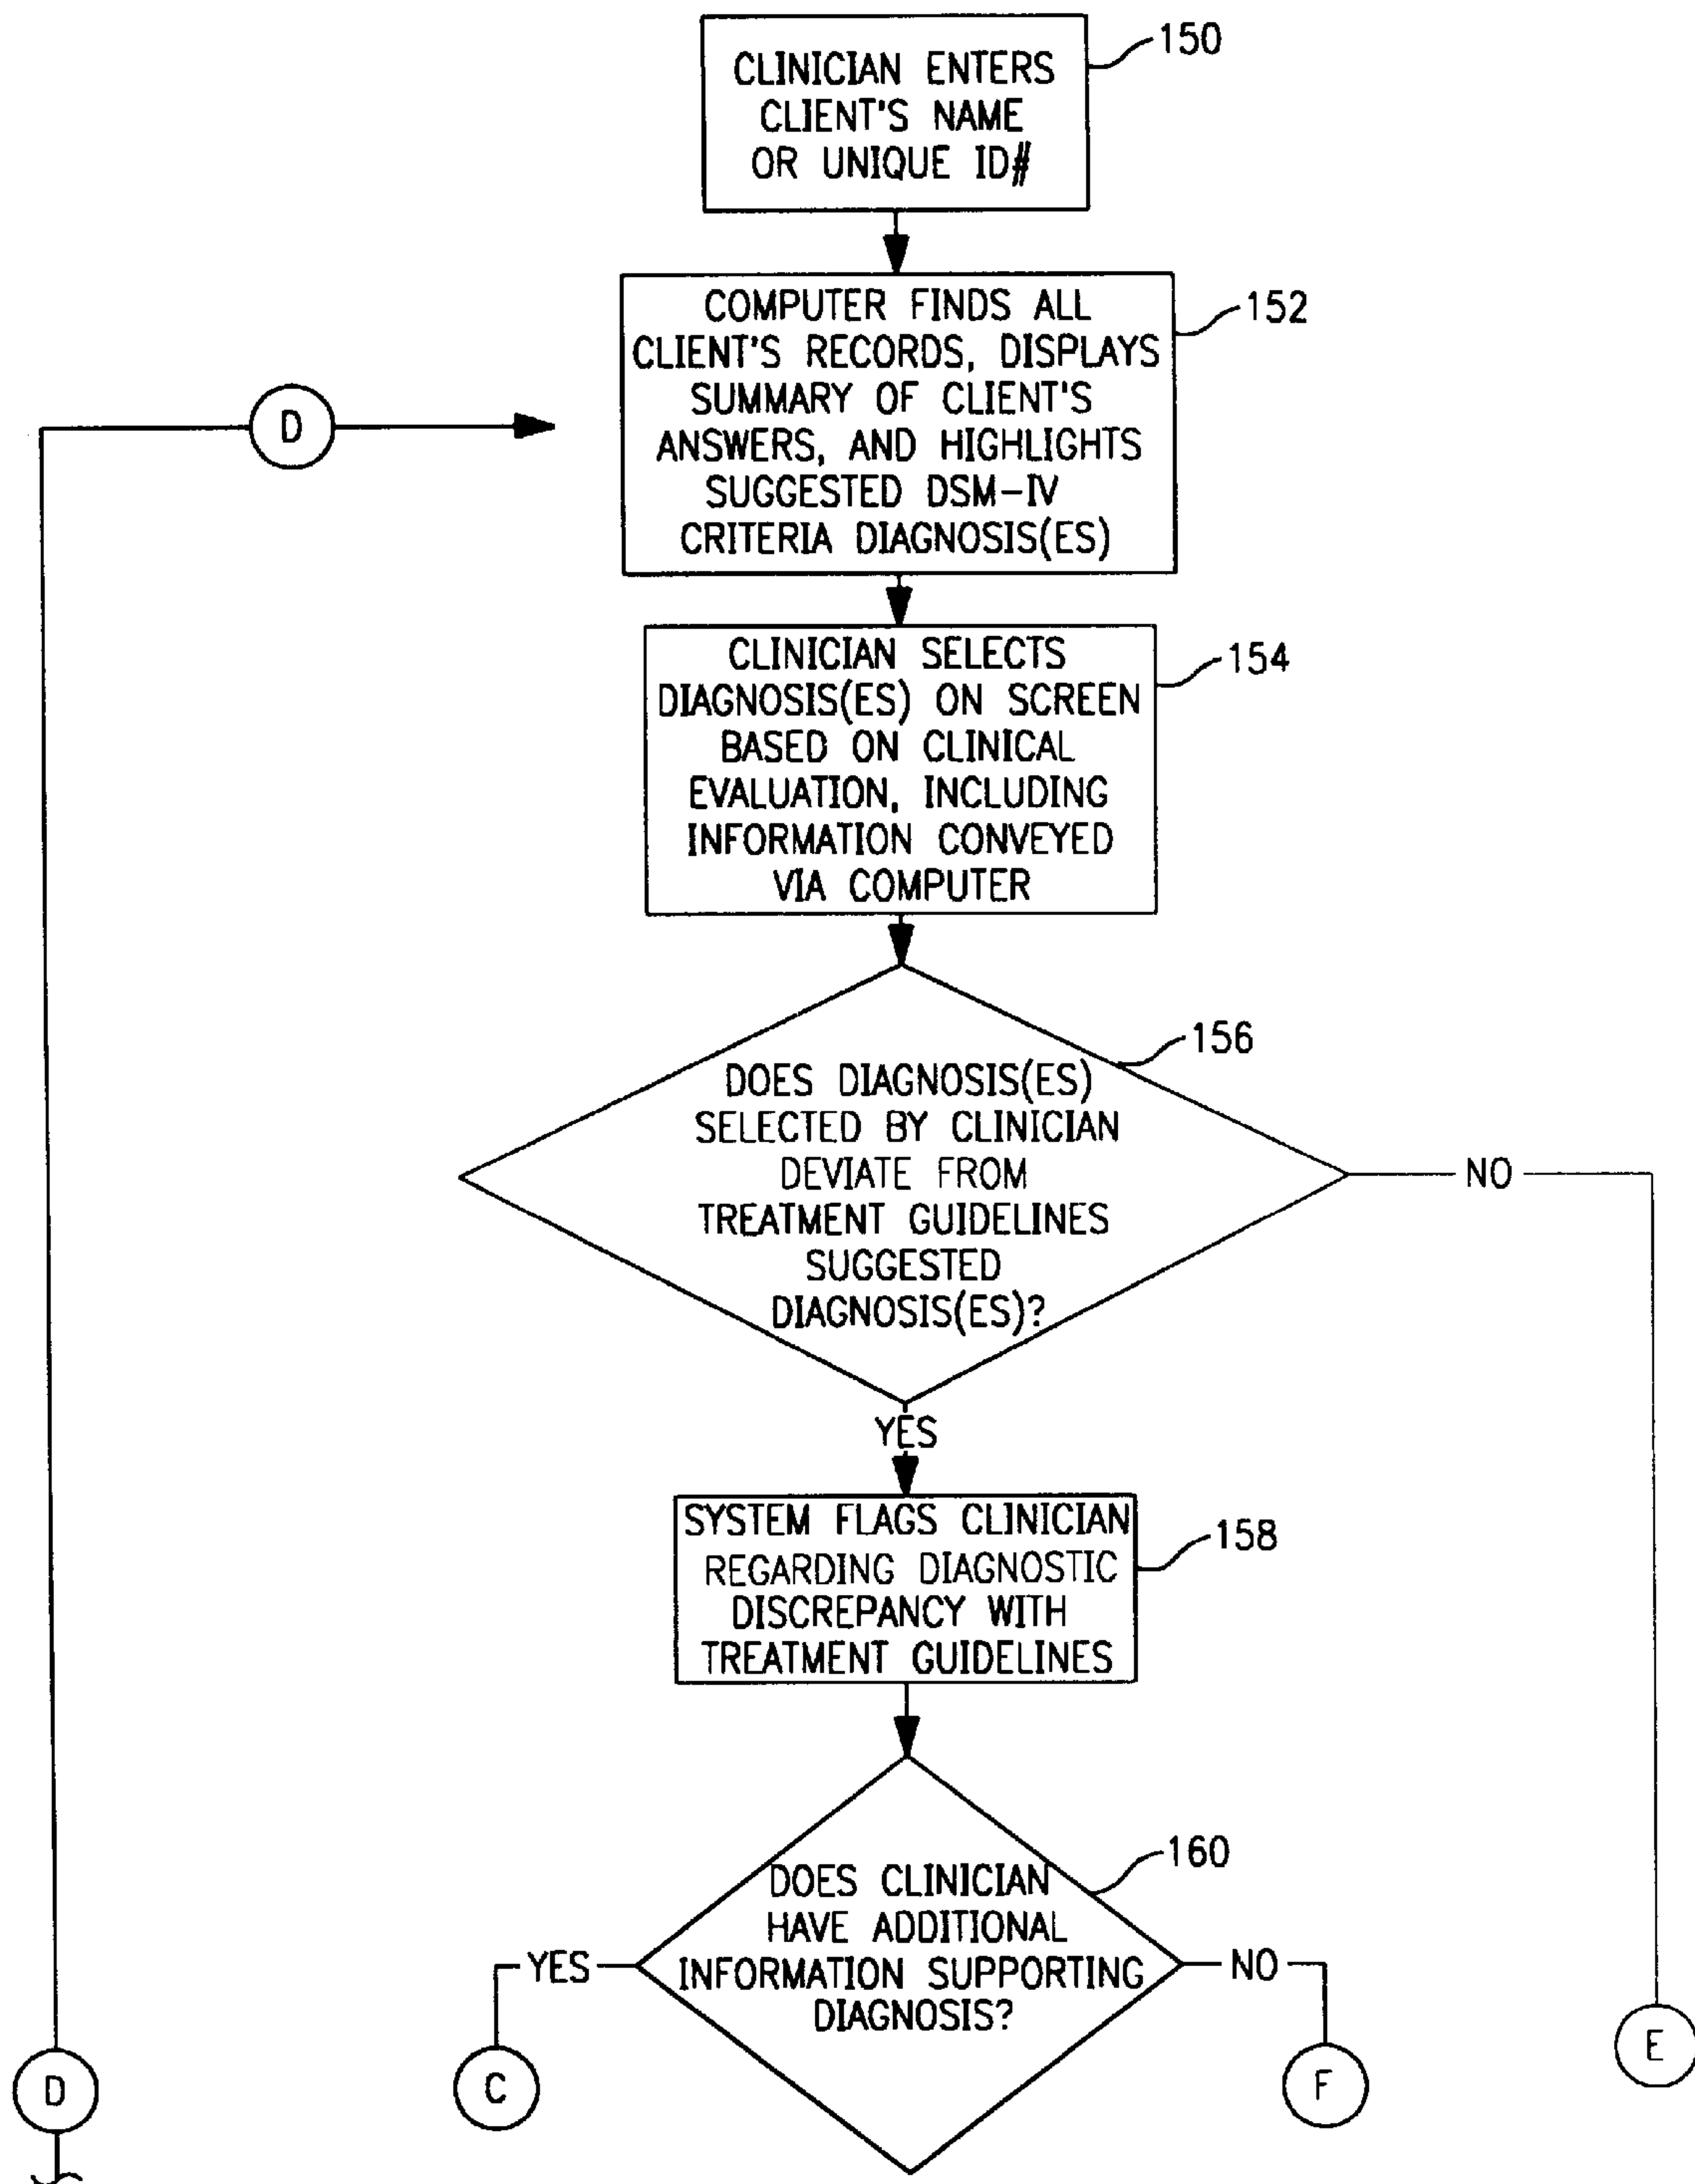 CLINICIAN ENTERS
CLIENT'S NAME
OR UNIQUE ID#
150
COMPUTER FINDS ALL
CLIENT'S RECORDS, DISPLAYS
SUMMARY OF CLIENT'S
ANSWERS, AND HIGHLIGHTS
SUGGESTED DSM-IV
CRITERIA DIAGNOSIS(ES)
152
D
CLINICIAN SELECTS
DIAGNOSIS(ES) ON SCREEN
BASED ON CLINICAL
EVALUATION, INCLUDING
INFORMATION CONVEYED
VIA COMPUTER
154
DOES DIAGNOSIS(ES)
SELECTED BY CLINICIAN
DEVIATE FROM
TREATMENT GUIDELINES
SUGGESTED
DIAGNOSIS(ES)?
156
NO
YES
SYSTEM FLAGS CLINICIAN
REGARDING DIAGNOSTIC
DISCREPANCY WITH
TREATMENT GUIDELINES
158
DOES CLINICIAN
HAVE ADDITIONAL
INFORMATION SUPPORTING
DIAGNOSIS?
160
YES
NO
D
C
F
E